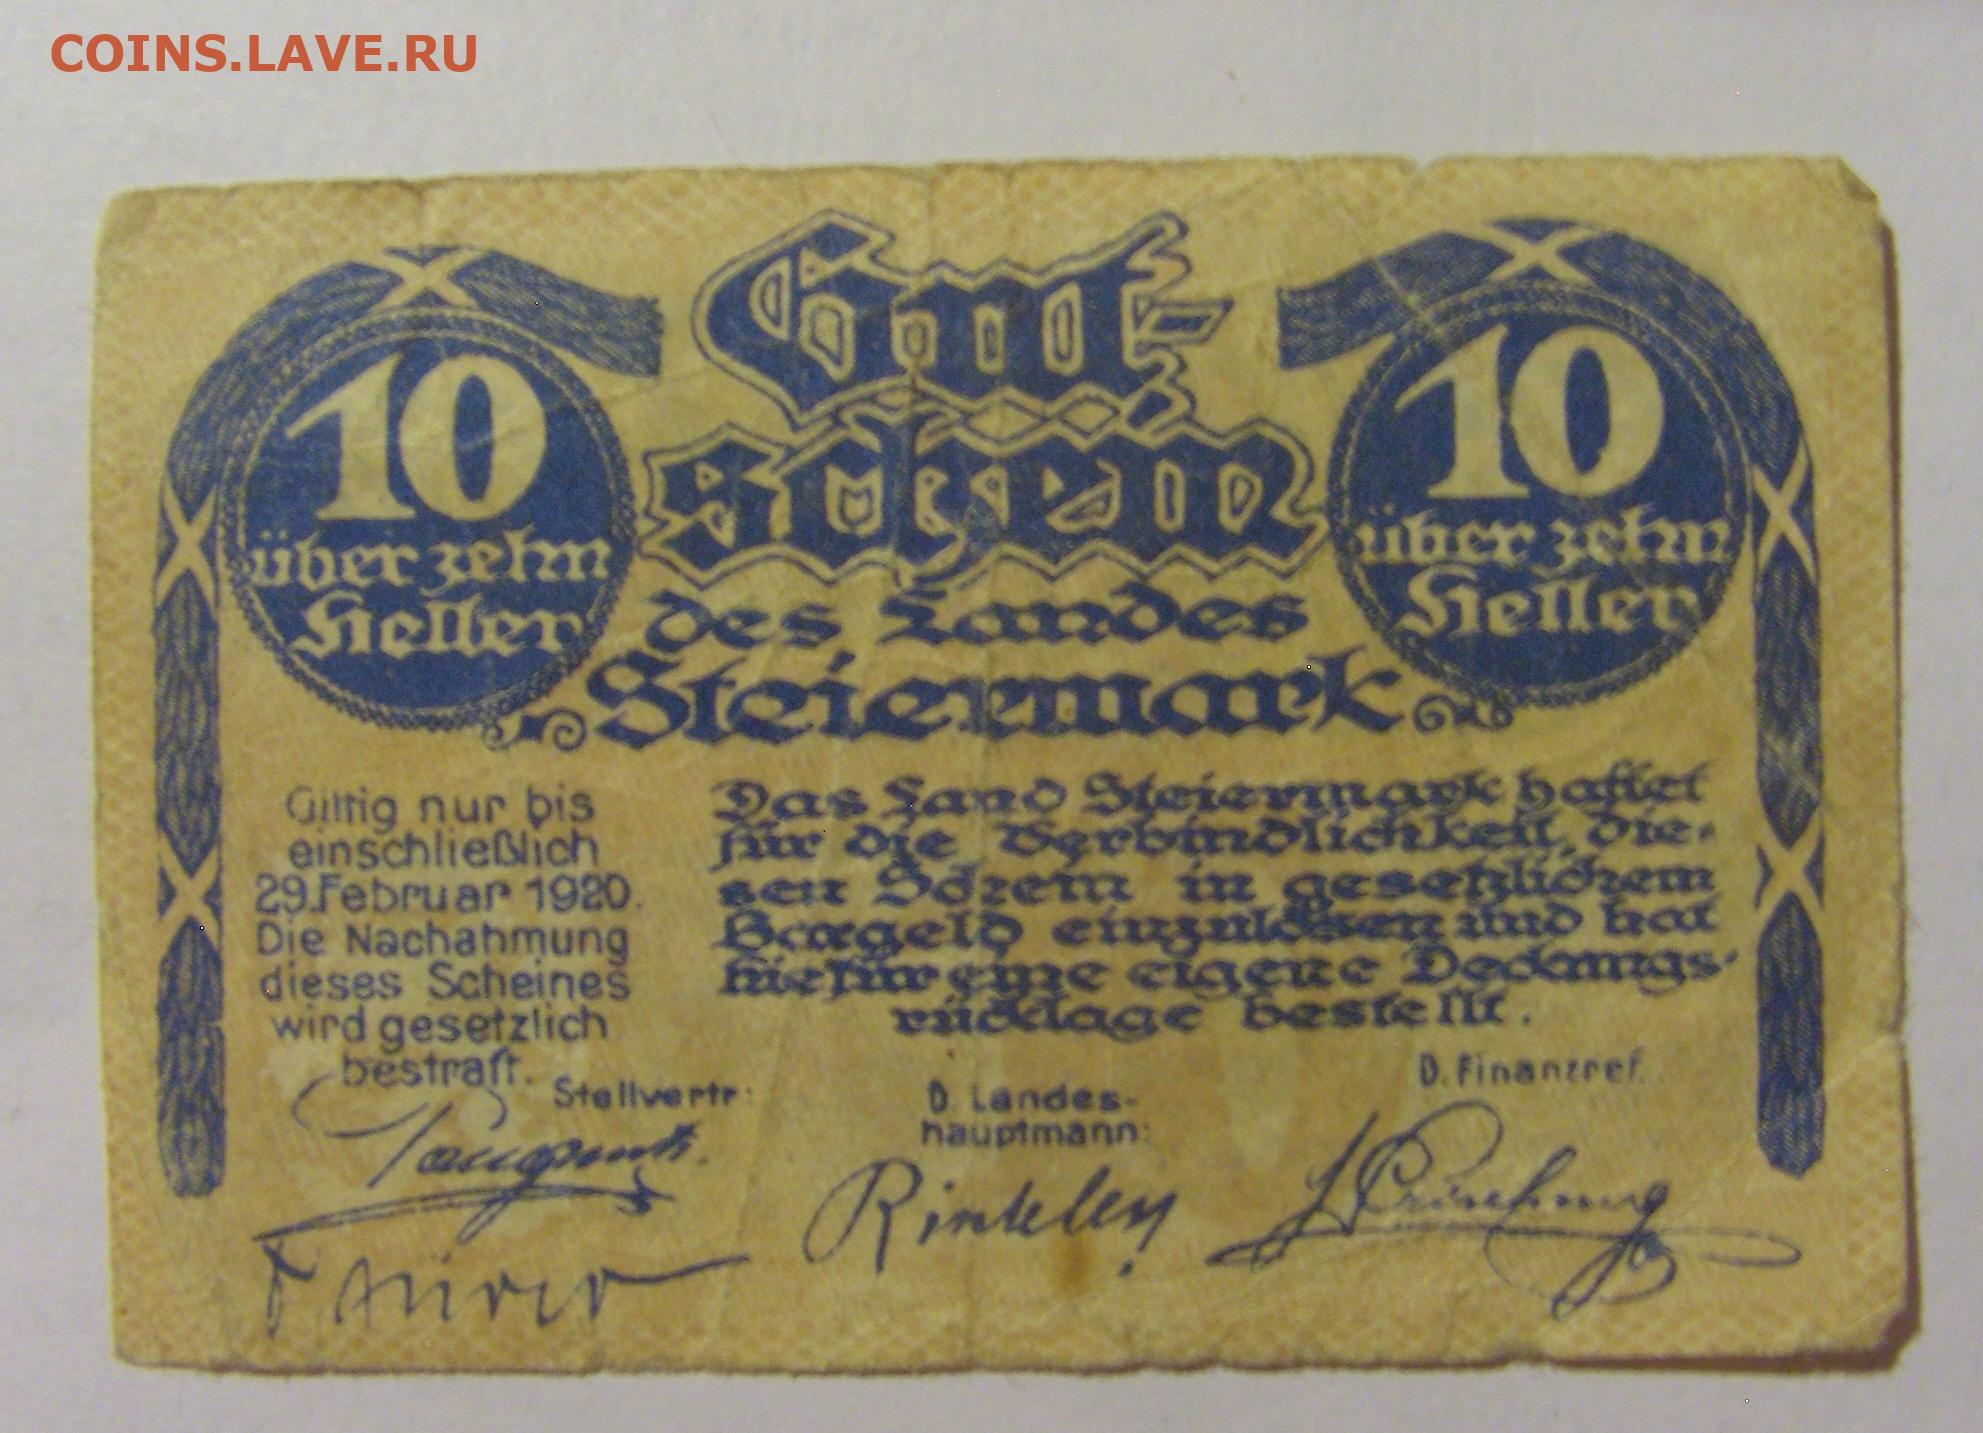 COINS.LAVE.RU
Gut-
schein
10
über zehn
Heller
10
über zehn
Heller
des Landes
Steiermark
Giltig nur bis
einschließlich
29. Februar 1920.
Die Nachahmung
dieses Scheines
wird gesetzlich
bestraft.
Das Land Steiermark haftet
für die Verbindlichkeit, die-
sen Schein in gesetzlichem
Bargeld einzulösen und hat
hiefür eine eigene Deckungs-
rücklage bestellt.
Stellvertr:
D. Landes-
hauptmann:
D. Finanzref.
Rintelen